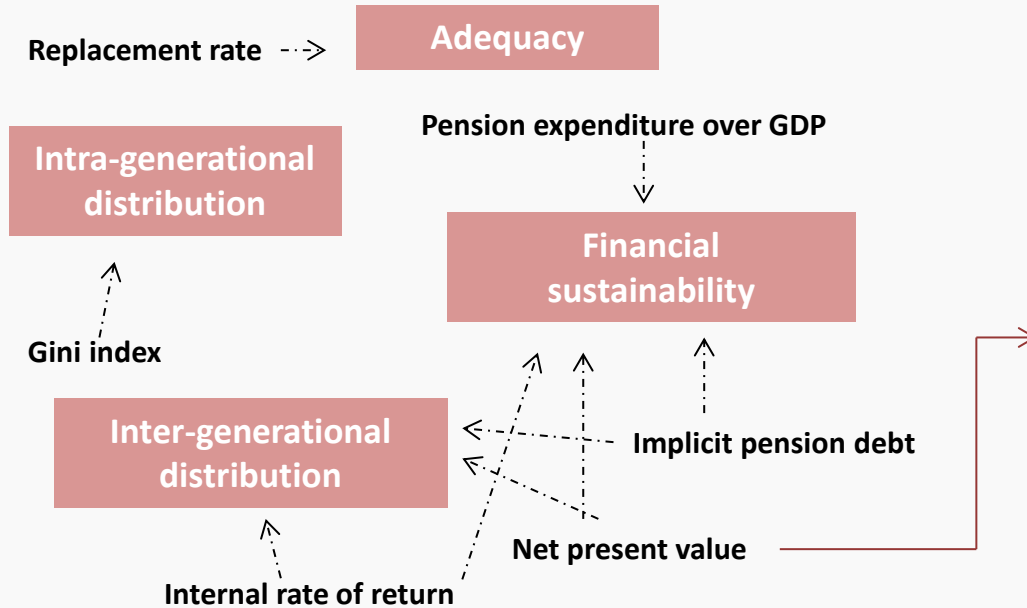 Adequacy
Replacement rate
Pension expenditure over GDP
Intra-generational
distribution
Financial
sustainability
Gini index
Inter-generational
distribution
Implicit pension debt
Net present value
Internal rate of return